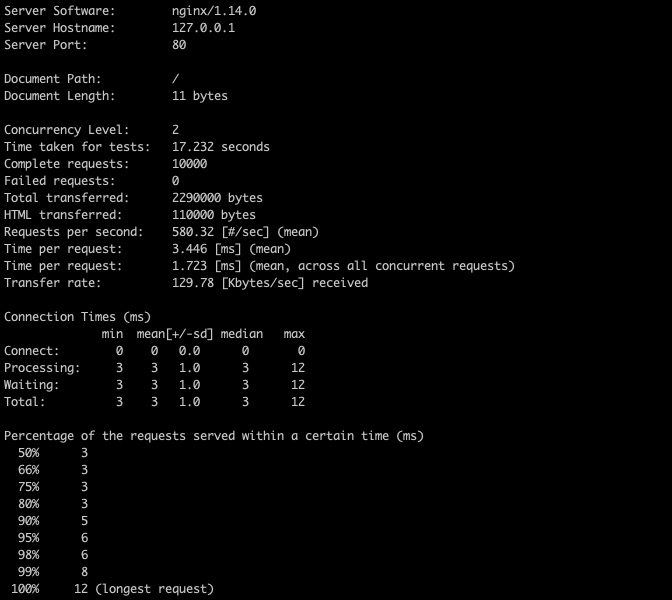 Server Software:        nginx/1.14.0
Server Hostname:        127.0.0.1
Server Port:            80

Document Path:          /
Document Length:        11 bytes

Concurrency Level:      2
Time taken for tests:   17.232 seconds
Complete requests:      10000
Failed requests:        0
Total transferred:      2290000 bytes
HTML transferred:       110000 bytes
Requests per second:    580.32 [#/sec] (mean)
Time per request:       3.446 [ms] (mean)
Time per request:       1.723 [ms] (mean, across all concurrent requests)
Transfer rate:          129.78 [Kbytes/sec] received

Connection Times (ms)
              min  mean[+/-sd] median   max
Connect:        0    0   0.0      0       0
Processing:     3    3   1.0      3      12
Waiting:        3    3   1.0      3      12
Total:          3    3   1.0      3      12

Percentage of the requests served within a certain time (ms)
  50%      3
  66%      3
  75%      3
  80%      3
  90%      5
  95%      6
  98%      6
  99%      8
 100%     12 (longest request)